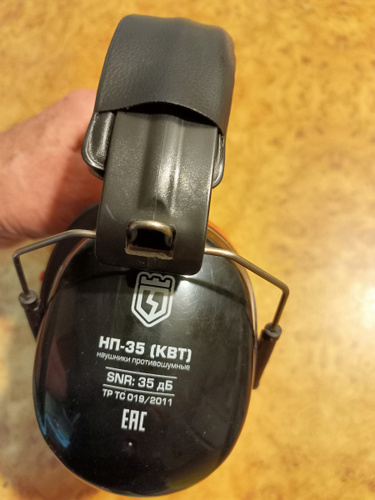 НП-35 (КВТ)
наушники противошумные
SNR: 35 дБ
ТР ТС 019/2011
EAC